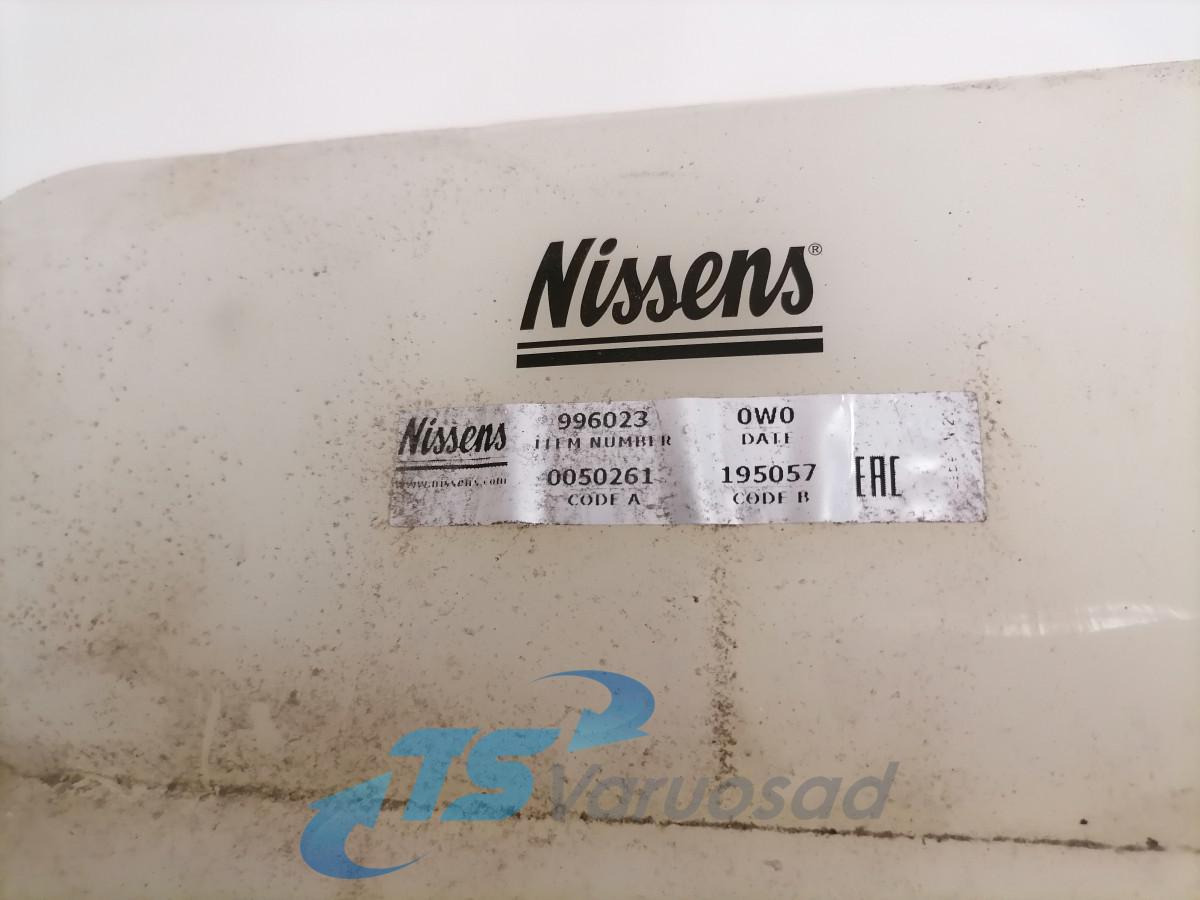 Nissens®
Nissens
www.nissens.com
996023 0W0
ITEM NUMBER DATE
0050261 195057
CODE A CODE B
EAC
TS Varuosad